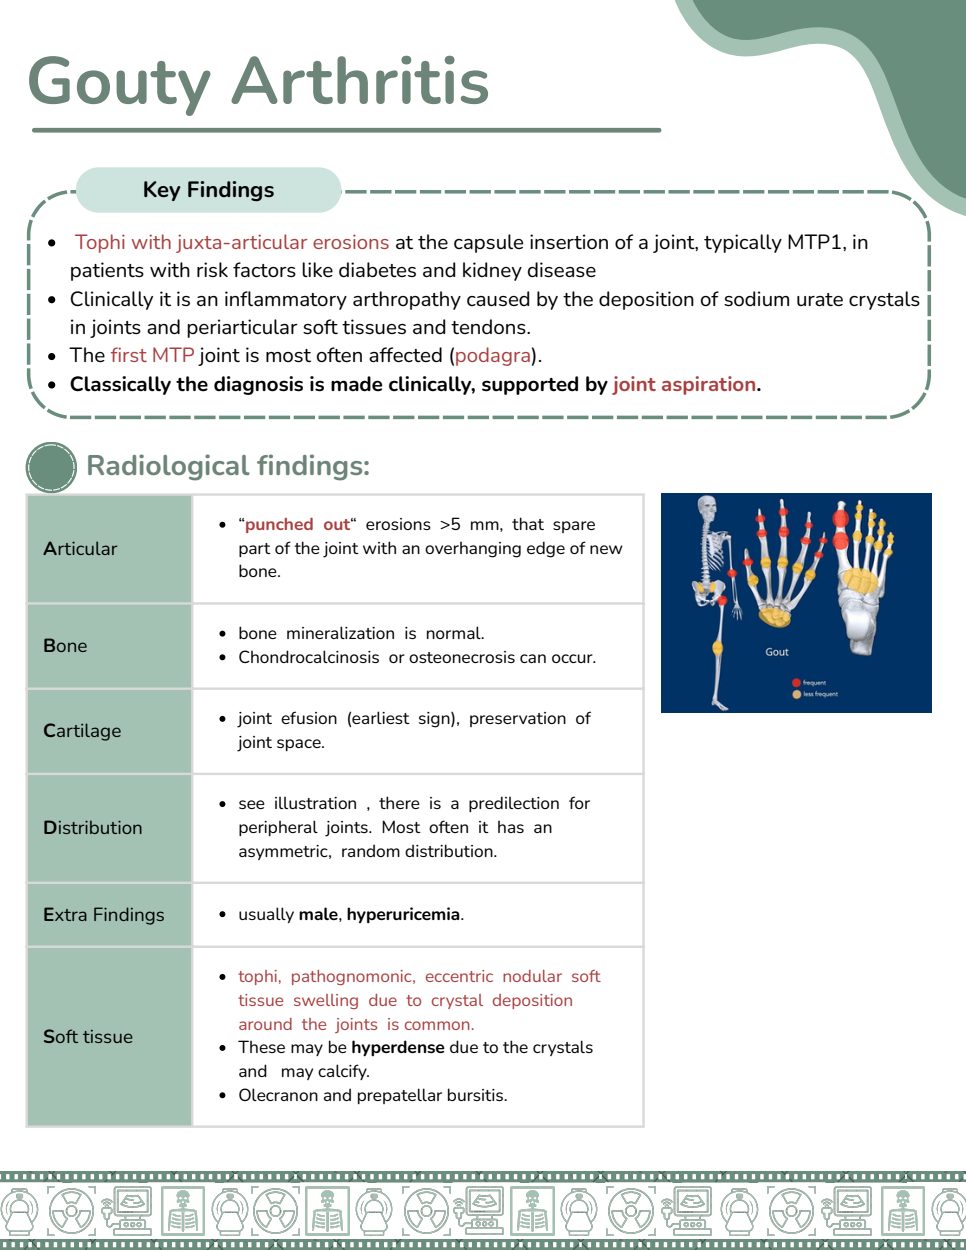 Gouty Arthritis
Key Findings
Tophi with juxta-articular erosions at the capsule insertion of a joint, typically MTP1, in
patients with risk factors like diabetes and kidney disease
Clinically it is an inflammatory arthropathy caused by the deposition of sodium urate crystals
in joints and periarticular soft tissues and tendons.
The first MTP joint is most often affected (podagra).
Classically the diagnosis is made clinically, supported by joint aspiration.
Radiological findings:
Articular
“punched out“ erosions >5 mm, that spare
part of the joint with an overhanging edge of new
bone.
Bone
bone mineralization is normal.
Chondrocalcinosis or osteonecrosis can occur.
Cartilage
joint efusion (earliest sign), preservation of
joint space.
Distribution
see illustration , there is a predilection for
peripheral joints. Most often it has an
asymmetric, random distribution.
Extra Findings
usually male, hyperuricemia.
Soft tissue
tophi, pathognomonic, eccentric nodular soft
tissue swelling due to crystal deposition
around the joints is common.
These may be hyperdense due to the crystals
and may calcify.
Olecranon and prepatellar bursitis.
Gout
frequent
less frequent